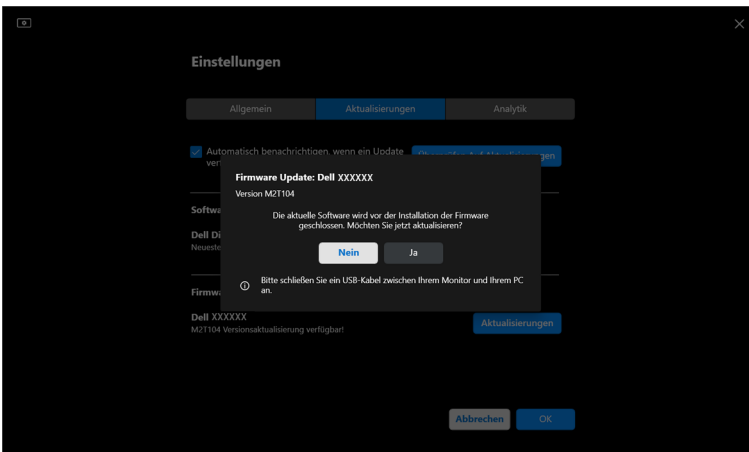 Einstellungen
Allgemein
Aktualisierungen
Analytik
Automatisch benachrichtigen, wenn ein Update
Firmware Update: Dell XXXXXX
Version M2T104
Die aktuelle Software wird vor der Installation der Firmware
geschlossen. Möchten Sie jetzt aktualisieren?
Nein
Ja
Bitte schließen Sie ein USB-Kabel zwischen Ihrem Monitor und Ihrem PC
an.
Dell XXXXXX
M2T104 Versionsaktualisierung verfügbar!
Aktualisierungen
Abbrechen
OK